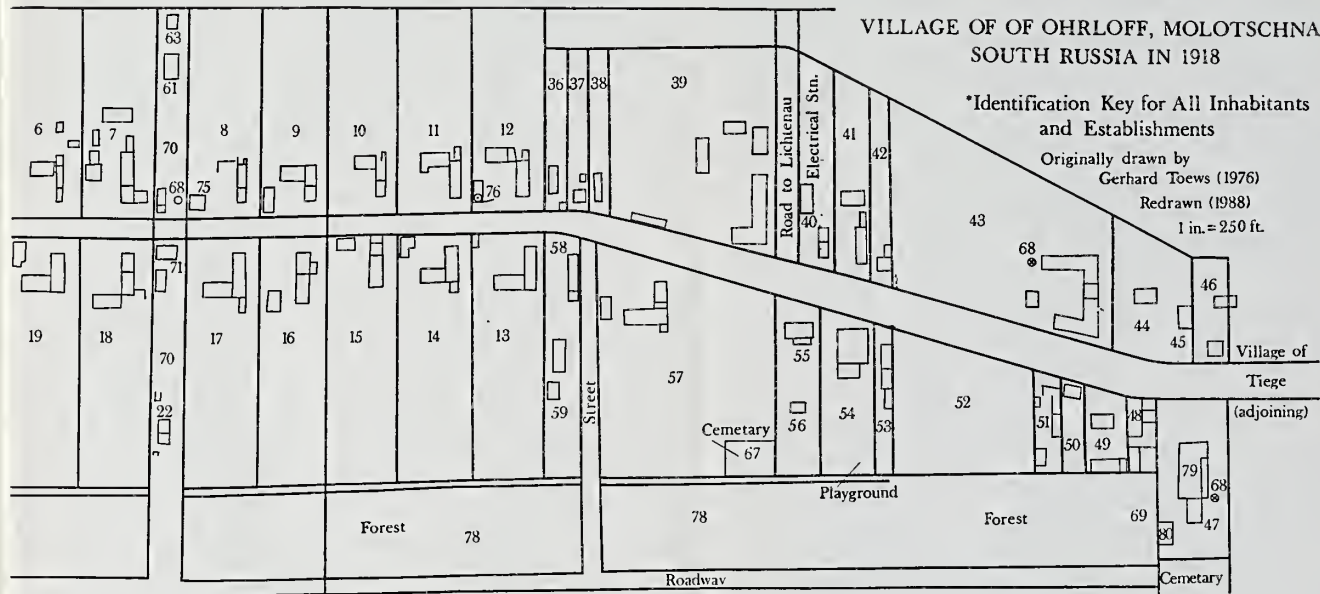 VILLAGE OF OF OHRLOFF, MOLOTSCHNA
SOUTH RUSSIA IN 1918
*Identification Key for All Inhabitants
and Establishments
Originally drawn by
Gerhard Toews (1976)
Redrawn (1988)
1 in. = 250 ft.
63
61
6
7
70
8
9
10
11
12
36
37
38
39
Road to Lichtenau
Electrical Stn.
41
42
68
75
76
40
43
68
46
44
45
Village of
Tiege
(adjoining)
71
58
19
18
70
17
16
15
14
13
22
59
Street
57
55
56
54
53
52
51
50
49
48
Cemetary
67
Playground
79
68
47
80
Forest
78
78
Forest
69
Roadway
Cemetary